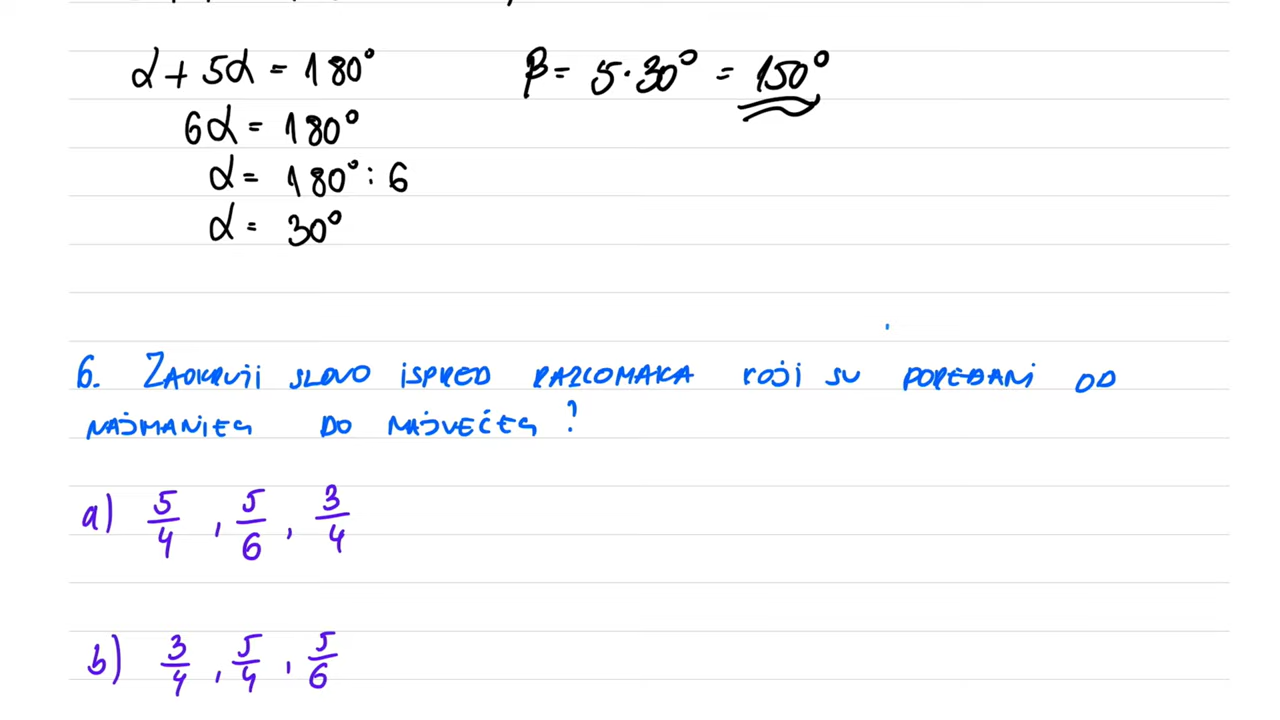 α + 5α = 180°
β = 5·30° = 150°
6α = 180°
α = 180° : 6
α = 30°
6. ZAOKRUŽI SLOVO ISPRED RAZLOMAKA KOJI SU POREĐANI OD
NAJMANJEG DO NAJVEĆEG ?
a) 5/4 , 5/6 , 3/4
b) 3/4 , 5/4 , 5/6